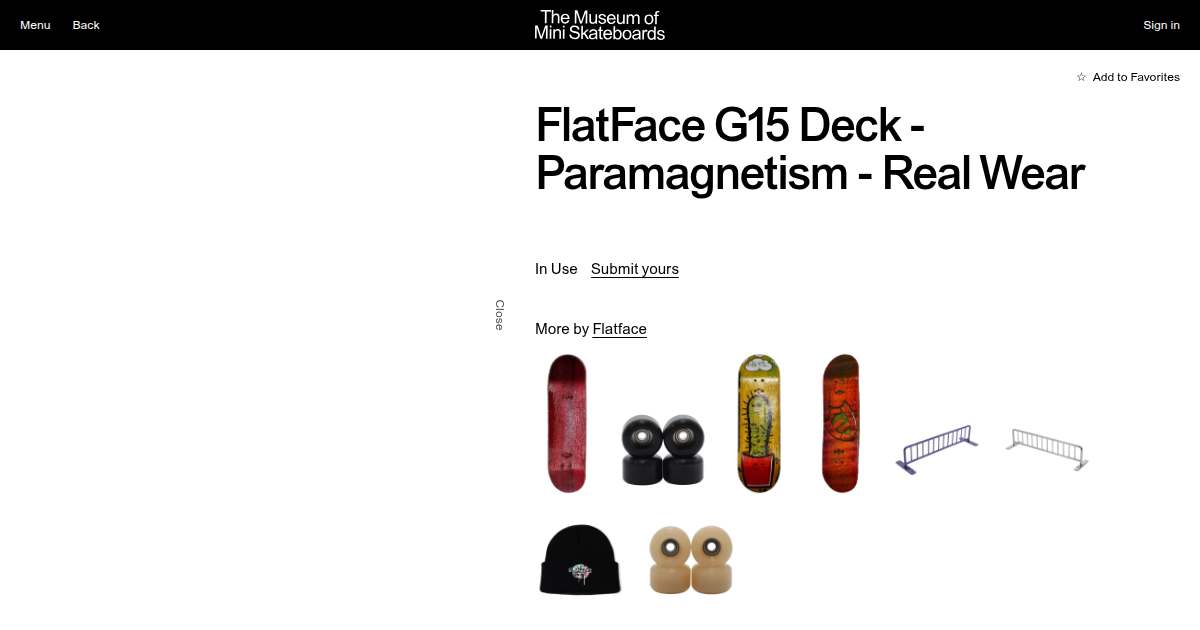 Menu
Back
The Museum of
Mini Skateboards
Sign in
☆ Add to Favorites
FlatFace G15 Deck -
Paramagnetism - Real Wear
In Use
Submit yours
Close
More by Flatface